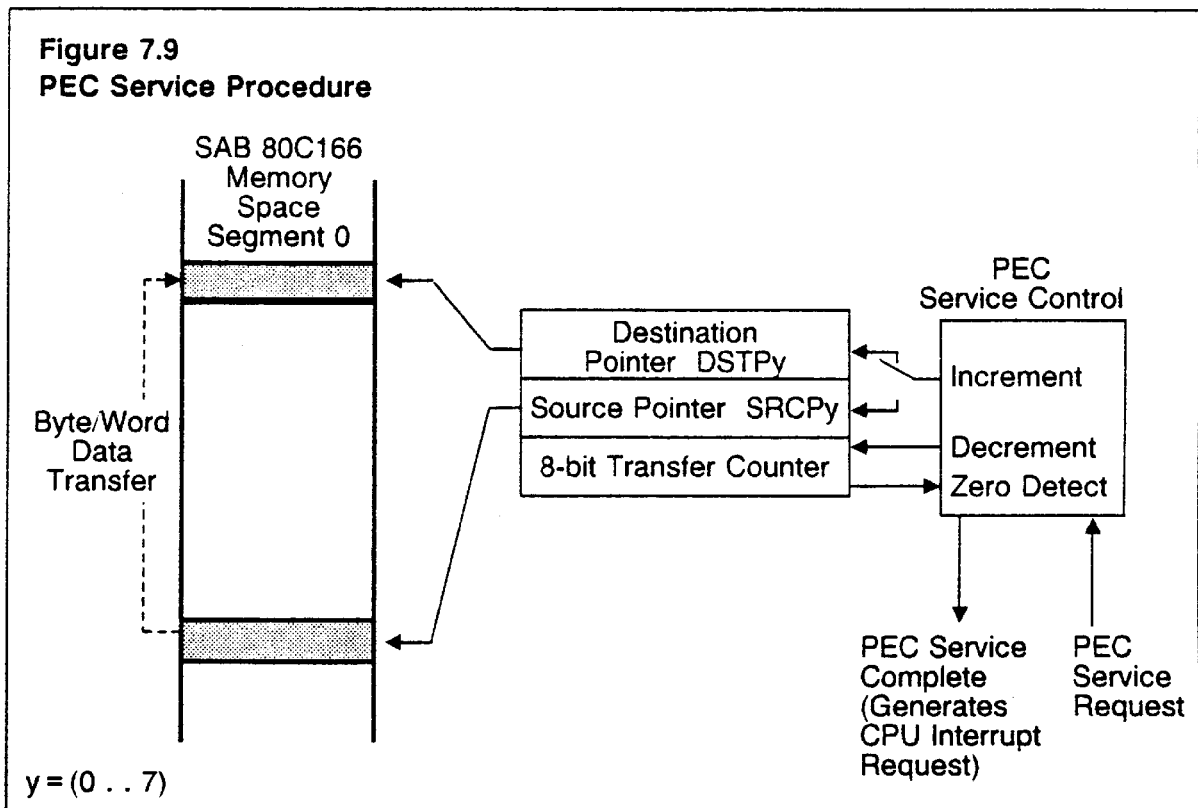 Figure 7.9
PEC Service Procedure
SAB 80C166
Memory
Space
Segment 0
PEC
Service Control
Destination
Pointer DSTPy
Increment
Source Pointer SRCPy
Byte/Word
Data
Transfer
Decrement
8-bit Transfer Counter
Zero Detect
PEC Service
Complete
(Generates
CPU Interrupt
Request)
PEC
Service
Request
y = (0 . . 7)